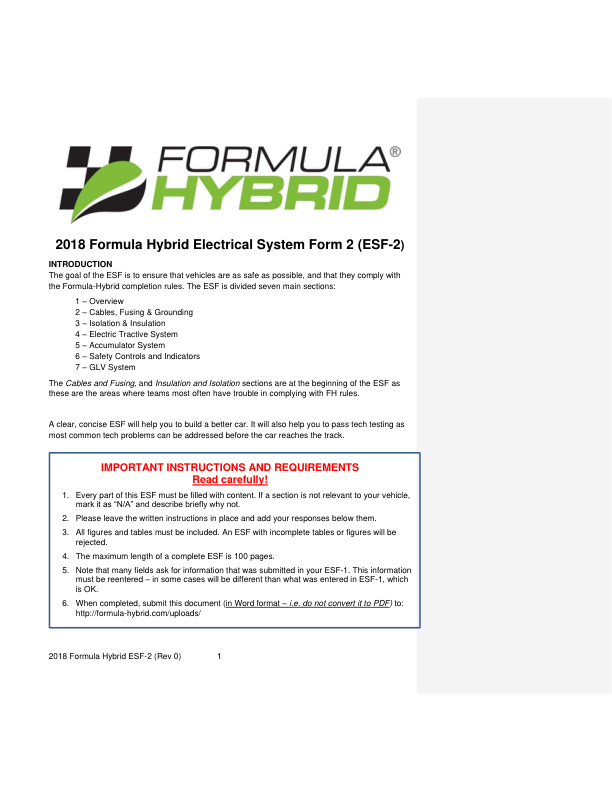 FORMULA®
HYBRID
2018 Formula Hybrid Electrical System Form 2 (ESF-2)
INTRODUCTION
The goal of the ESF is to ensure that vehicles are as safe as possible, and that they comply with
the Formula-Hybrid completion rules. The ESF is divided seven main sections:
1 – Overview
2 – Cables, Fusing & Grounding
3 – Isolation & Insulation
4 – Electric Tractive System
5 – Accumulator System
6 – Safety Controls and Indicators
7 – GLV System
The Cables and Fusing, and Insulation and Isolation sections are at the beginning of the ESF as
these are the areas where teams most often have trouble in complying with FH rules.
A clear, concise ESF will help you to build a better car. It will also help you to pass tech testing as
most common tech problems can be addressed before the car reaches the track.
IMPORTANT INSTRUCTIONS AND REQUIREMENTS
Read carefully!
1. Every part of this ESF must be filled with content. If a section is not relevant to your vehicle,
mark it as “N/A” and describe briefly why not.
2. Please leave the written instructions in place and add your responses below them.
3. All figures and tables must be included. An ESF with incomplete tables or figures will be
rejected.
4. The maximum length of a complete ESF is 100 pages.
5. Note that many fields ask for information that was submitted in your ESF-1. This information
must be reentered – in some cases will be different than what was entered in ESF-1, which
is OK.
6. When completed, submit this document (in Word format – i.e. do not convert it to PDF) to:
http://formula-hybrid.com/uploads/
2018 Formula Hybrid ESF-2 (Rev 0) 1